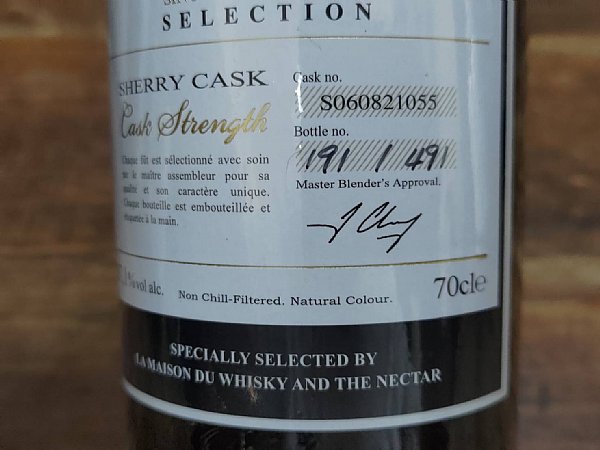 SELECTION
SHERRY CASK
Cask Strength
Chaque fût est sélectionné avec soin
par le maître assembleur pour sa
qualité et son caractère unique.
Chaque bouteille est embouteillée et
étiquetée à la main.
Cask no.
S060821055
Bottle no.
191 / 491
Master Blender's Approval.
%vol alc.
Non Chill-Filtered. Natural Colour.
70cle
SPECIALLY SELECTED BY
LA MAISON DU WHISKY AND THE NECTAR